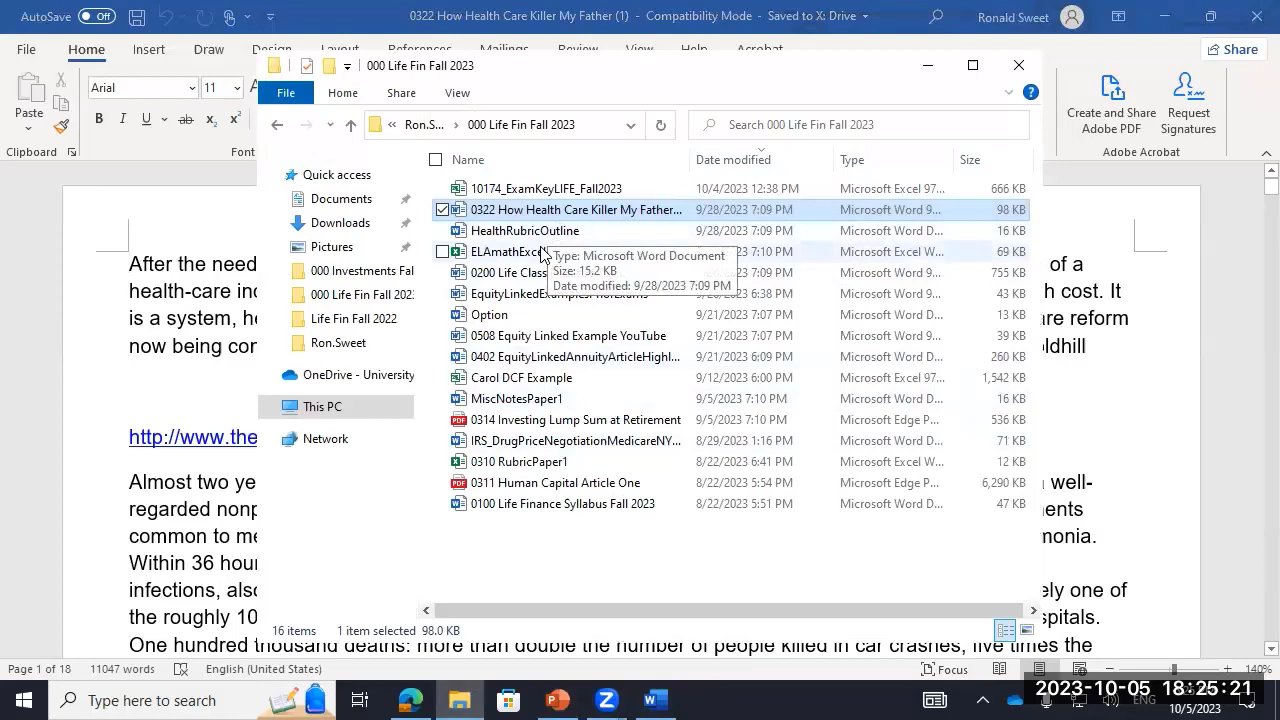 AutoSave Off 0322 How Health Care Killer My Father (1) - Compatibility Mode - Saved to X: Drive Ronald Sweet
File Home Insert Draw Design Layout References Mailings Review View Help Acrobat Share
000 Life Fin Fall 2023
File Home Share View
Arial 11
Paste
Clipboard
Font
Create and Share Adobe PDF
Request Signatures
Adobe Acrobat
« Ron.S... > 000 Life Fin Fall 2023 Search 000 Life Fin Fall 2023
Name Date modified Type Size
Quick access
Documents
Downloads
Pictures
000 Investments Fal
000 Life Fin Fall 2023
Life Fin Fall 2022
Ron.Sweet
OneDrive - University
This PC
Network
10174_ExamKeyLIFE_Fall2023 10/4/2023 12:38 PM Microsoft Excel 97... 666 KB
0322 How Health Care Killer My Father... 9/28/2023 7:09 PM Microsoft Word 9... 98 KB
HealthRubricOutline 9/28/2023 7:09 PM Microsoft Word D... 16 KB
ELAmathExc 7:10 PM Microsoft Excel W... 69 KB
0200 Life Class 7:09 PM Microsoft Word 9... 755 KB
6:38 PM Microsoft Word 9... 43 KB
Option 9/21/2023 7:07 PM Microsoft Word D... 13 KB
0508 Equity Linked Example YouTube 9/21/2023 7:07 PM Microsoft Word 9... 91 KB
0402 EquityLinkedAnnuityArticleHighl... 9/21/2023 6:09 PM Microsoft Word D... 260 KB
Carol DCF Example 9/12/2023 6:00 PM Microsoft Excel 97... 1,542 KB
MiscNotesPaper1 9/5/2023 7:10 PM Microsoft Word D... 16 KB
0314 Investing Lump Sum at Retirement 9/5/2023 7:10 PM Microsoft Edge P... 536 KB
IRS_DrugPriceNegotiationMedicareNY... 8/29/2023 1:16 PM Microsoft Word D... 71 KB
0310 RubricPaper1 8/22/2023 6:41 PM Microsoft Excel W... 12 KB
0311 Human Capital Article One 8/22/2023 5:54 PM Microsoft Edge P... 6,290 KB
0100 Life Finance Syllabus Fall 2023 8/22/2023 5:51 PM Microsoft Word D... 47 KB
Type: Microsoft Word Document
Size: 15.2 KB
Date modified: 9/28/2023 7:09 PM
16 items 1 item selected 98.0 KB
After the need of a
health-care in h cost. It
is a system, he are reform
now being con oldhill
http://www.the
Almost two ye well-
regarded nonp ments
common to me monia.
Within 36 hour
infections, also ely one of
the roughly 10 spitals.
One hundred thousand deaths: more than double the number of people killed in car crashes, five times the
Page 1 of 18 11047 words English (United States) Focus 140%
Type here to search ENG
2023-10-05 18:25:21
10/5/2023